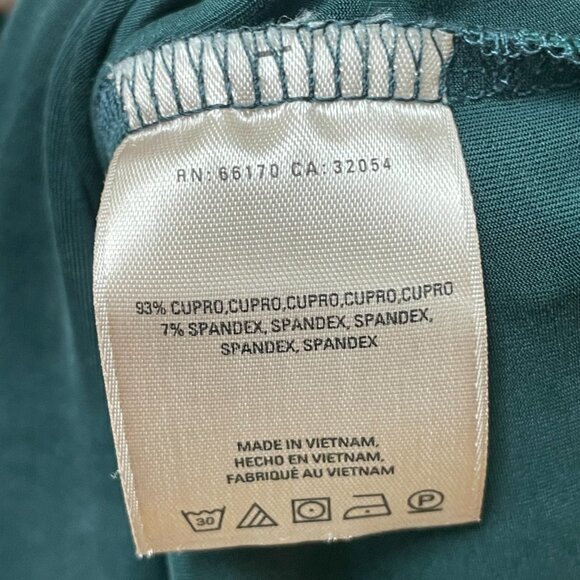 RN: 66170 CA: 32054
93% CUPRO,CUPRO,CUPRO,CUPRO,CUPRO
7% SPANDEX, SPANDEX, SPANDEX,
SPANDEX, SPANDEX
MADE IN VIETNAM,
HECHO EN VIETNAM,
FABRIQUÉ AU VIETNAM
30 P